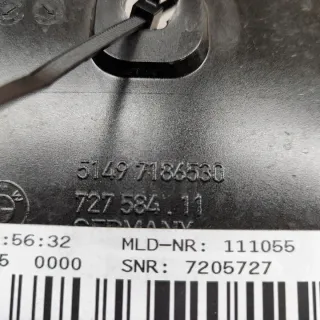 5149 7186530
727 584.11
GERMANY
:56:32 MLD-NR: 111055
5 0000 SNR: 7205727